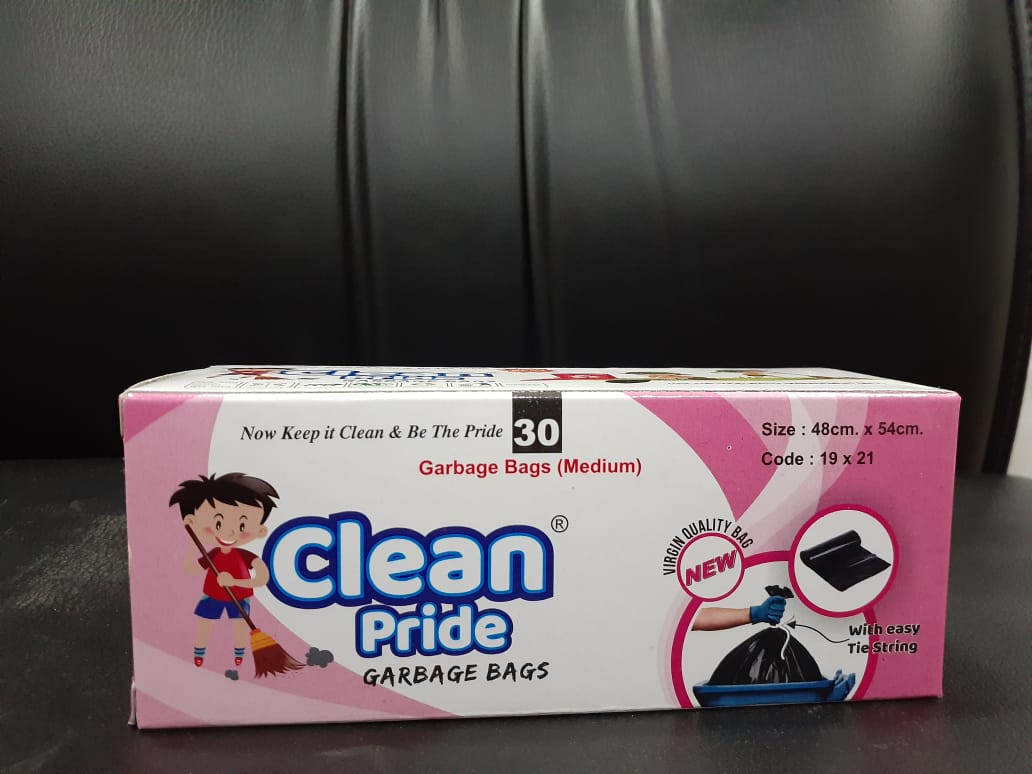 Now Keep it Clean & Be The Pride 30
Garbage Bags (Medium)
Size : 48cm. x 54cm.
Code : 19 x 21
Clean ®
Pride
GARBAGE BAGS
VIRGIN QUALITY BAG
NEW
With easy
Tie String